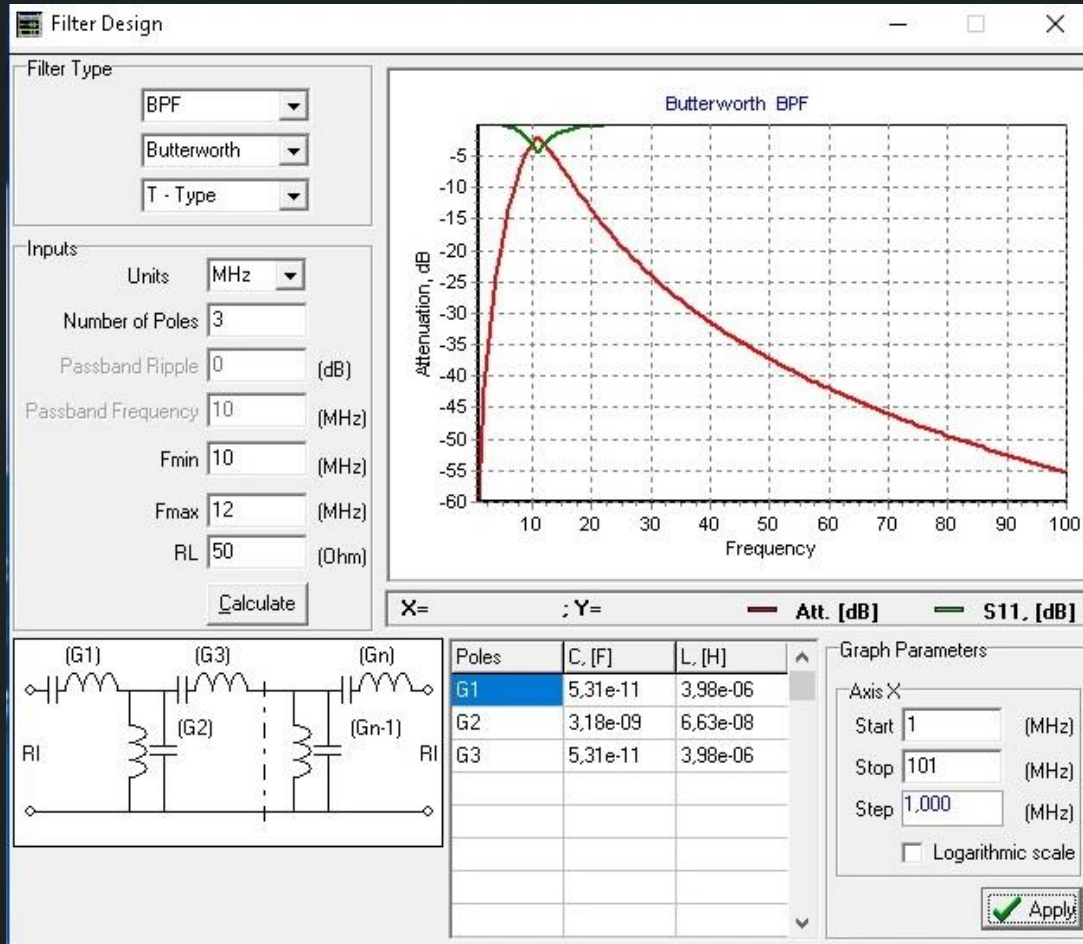 Filter Design
Filter Type
BPF
Butterworth
T - Type
Inputs
Units MHz
Number of Poles 3
Passband Ripple 0 (dB)
Passband Frequency 10 (MHz)
Fmin 10 (MHz)
Fmax 12 (MHz)
RL 50 (Ohm)
Calculate
Butterworth BPF
Attenuation, dB
-5
-10
-15
-20
-25
-30
-35
-40
-45
-50
-55
-60
10 20 30 40 50 60 70 80 90 100
Frequency
X= ; Y= Att. [dB] S11, [dB]
(G1) (G3) (Gn)
(G2) (Gn-1)
RI RI
Poles C, [F] L, [H]
G1 5,31e-11 3,98e-06
G2 3,18e-09 6,63e-08
G3 5,31e-11 3,98e-06
Graph Parameters
Axis X
Start 1 (MHz)
Stop 101 (MHz)
Step 1,000 (MHz)
Logarithmic scale
Apply